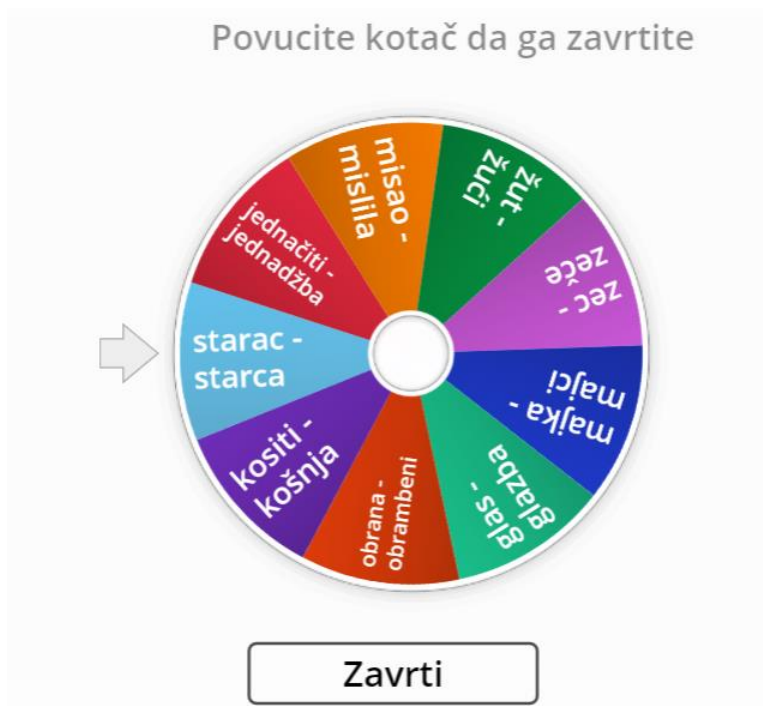 Povucite kotač da ga zavrtite
misao -
mislila
žut -
žući
zec -
zeče
majka -
majci
glas -
glazba
obrana -
obrambeni
kositi -
košnja
starac -
starca
jednačiti -
jednadžba
Zavrti